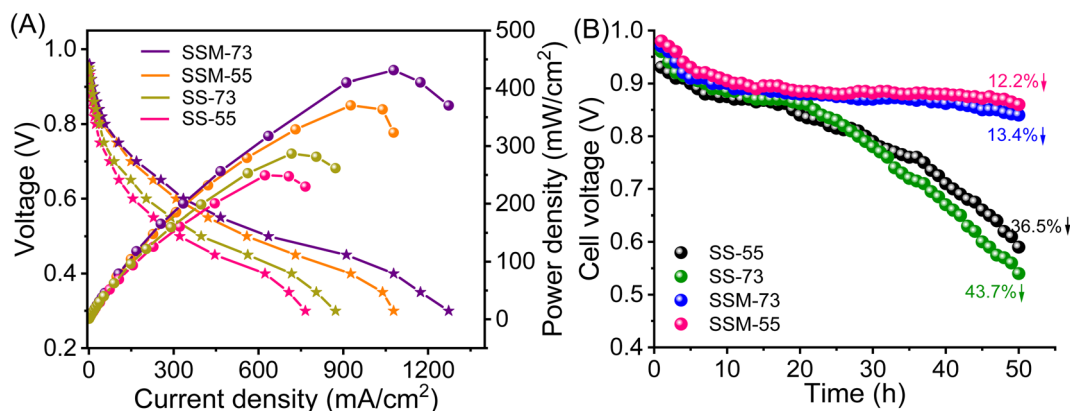 (A)
SSM-73
SSM-55
SS-73
SS-55
1.0
0.8
0.6
0.4
0.2
Voltage (V)
0
300
600
900
1200
Current density (mA/cm²)
500
400
300
200
100
0
Power density (mW/cm²)
(B)
1.0
0.9
0.8
0.7
0.6
0.5
0.4
Cell voltage (V)
12.2%↓
13.4%↓
36.5%↓
43.7%↓
SS-55
SS-73
SSM-73
SSM-55
0
10
20
30
40
50
Time (h)